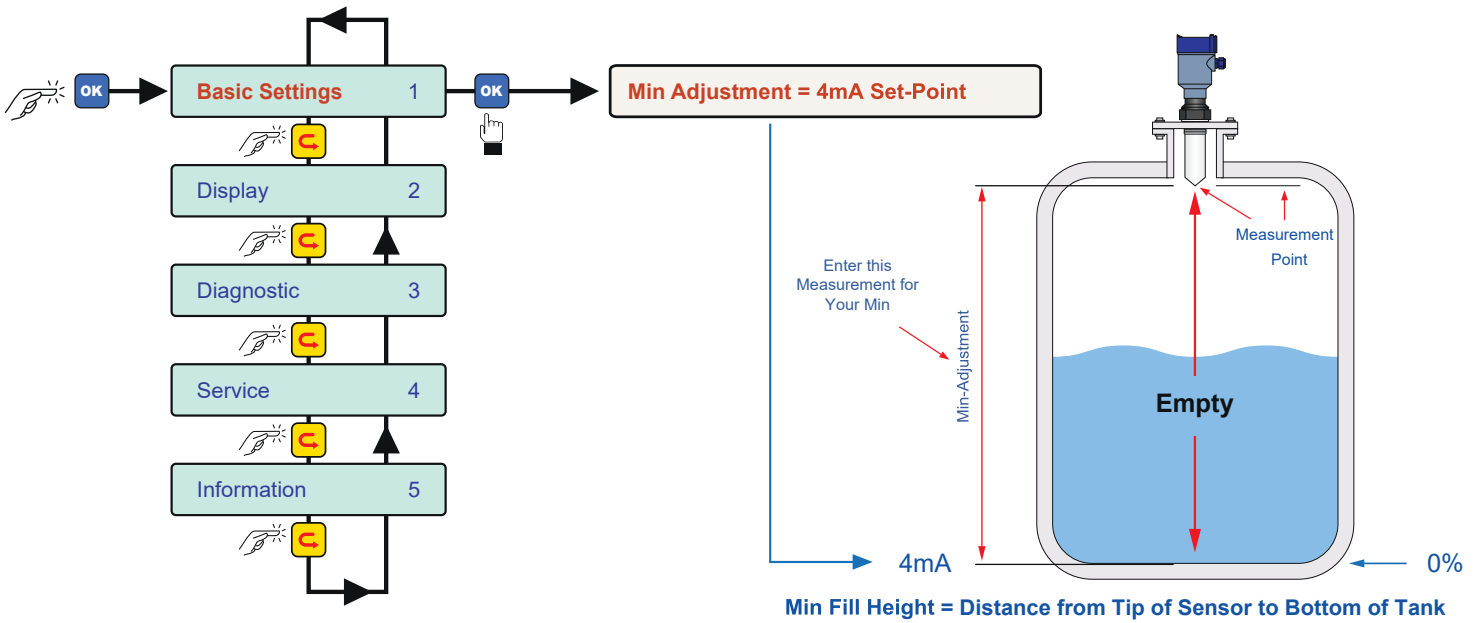 OK
Basic Settings 1
OK
Min Adjustment = 4mA Set-Point
Display 2
Diagnostic 3
Service 4
Information 5
Enter this
Measurement for
Your Min
Min-Adjustment
Measurement
Point
Empty
4mA
0%
Min Fill Height = Distance from Tip of Sensor to Bottom of Tank